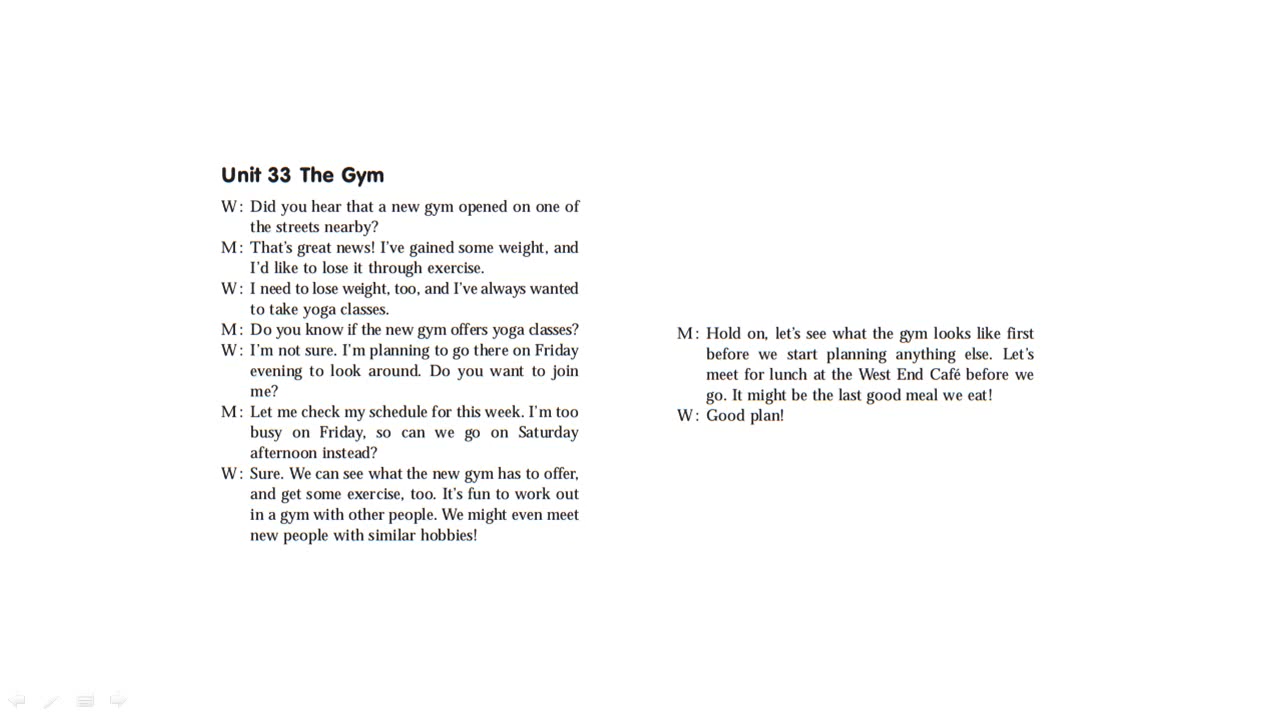 Unit 33 The Gym
W: Did you hear that a new gym opened on one of
the streets nearby?
M: That's great news! I've gained some weight, and
I'd like to lose it through exercise.
W: I need to lose weight, too, and I've always wanted
to take yoga classes.
M: Do you know if the new gym offers yoga classes?
W: I'm not sure. I'm planning to go there on Friday
evening to look around. Do you want to join
me?
M: Let me check my schedule for this week. I'm too
busy on Friday, so can we go on Saturday
afternoon instead?
W: Sure. We can see what the new gym has to offer,
and get some exercise, too. It's fun to work out
in a gym with other people. We might even meet
new people with similar hobbies!
M: Hold on, let's see what the gym looks like first
before we start planning anything else. Let's
meet for lunch at the West End Café before we
go. It might be the last good meal we eat!
W: Good plan!